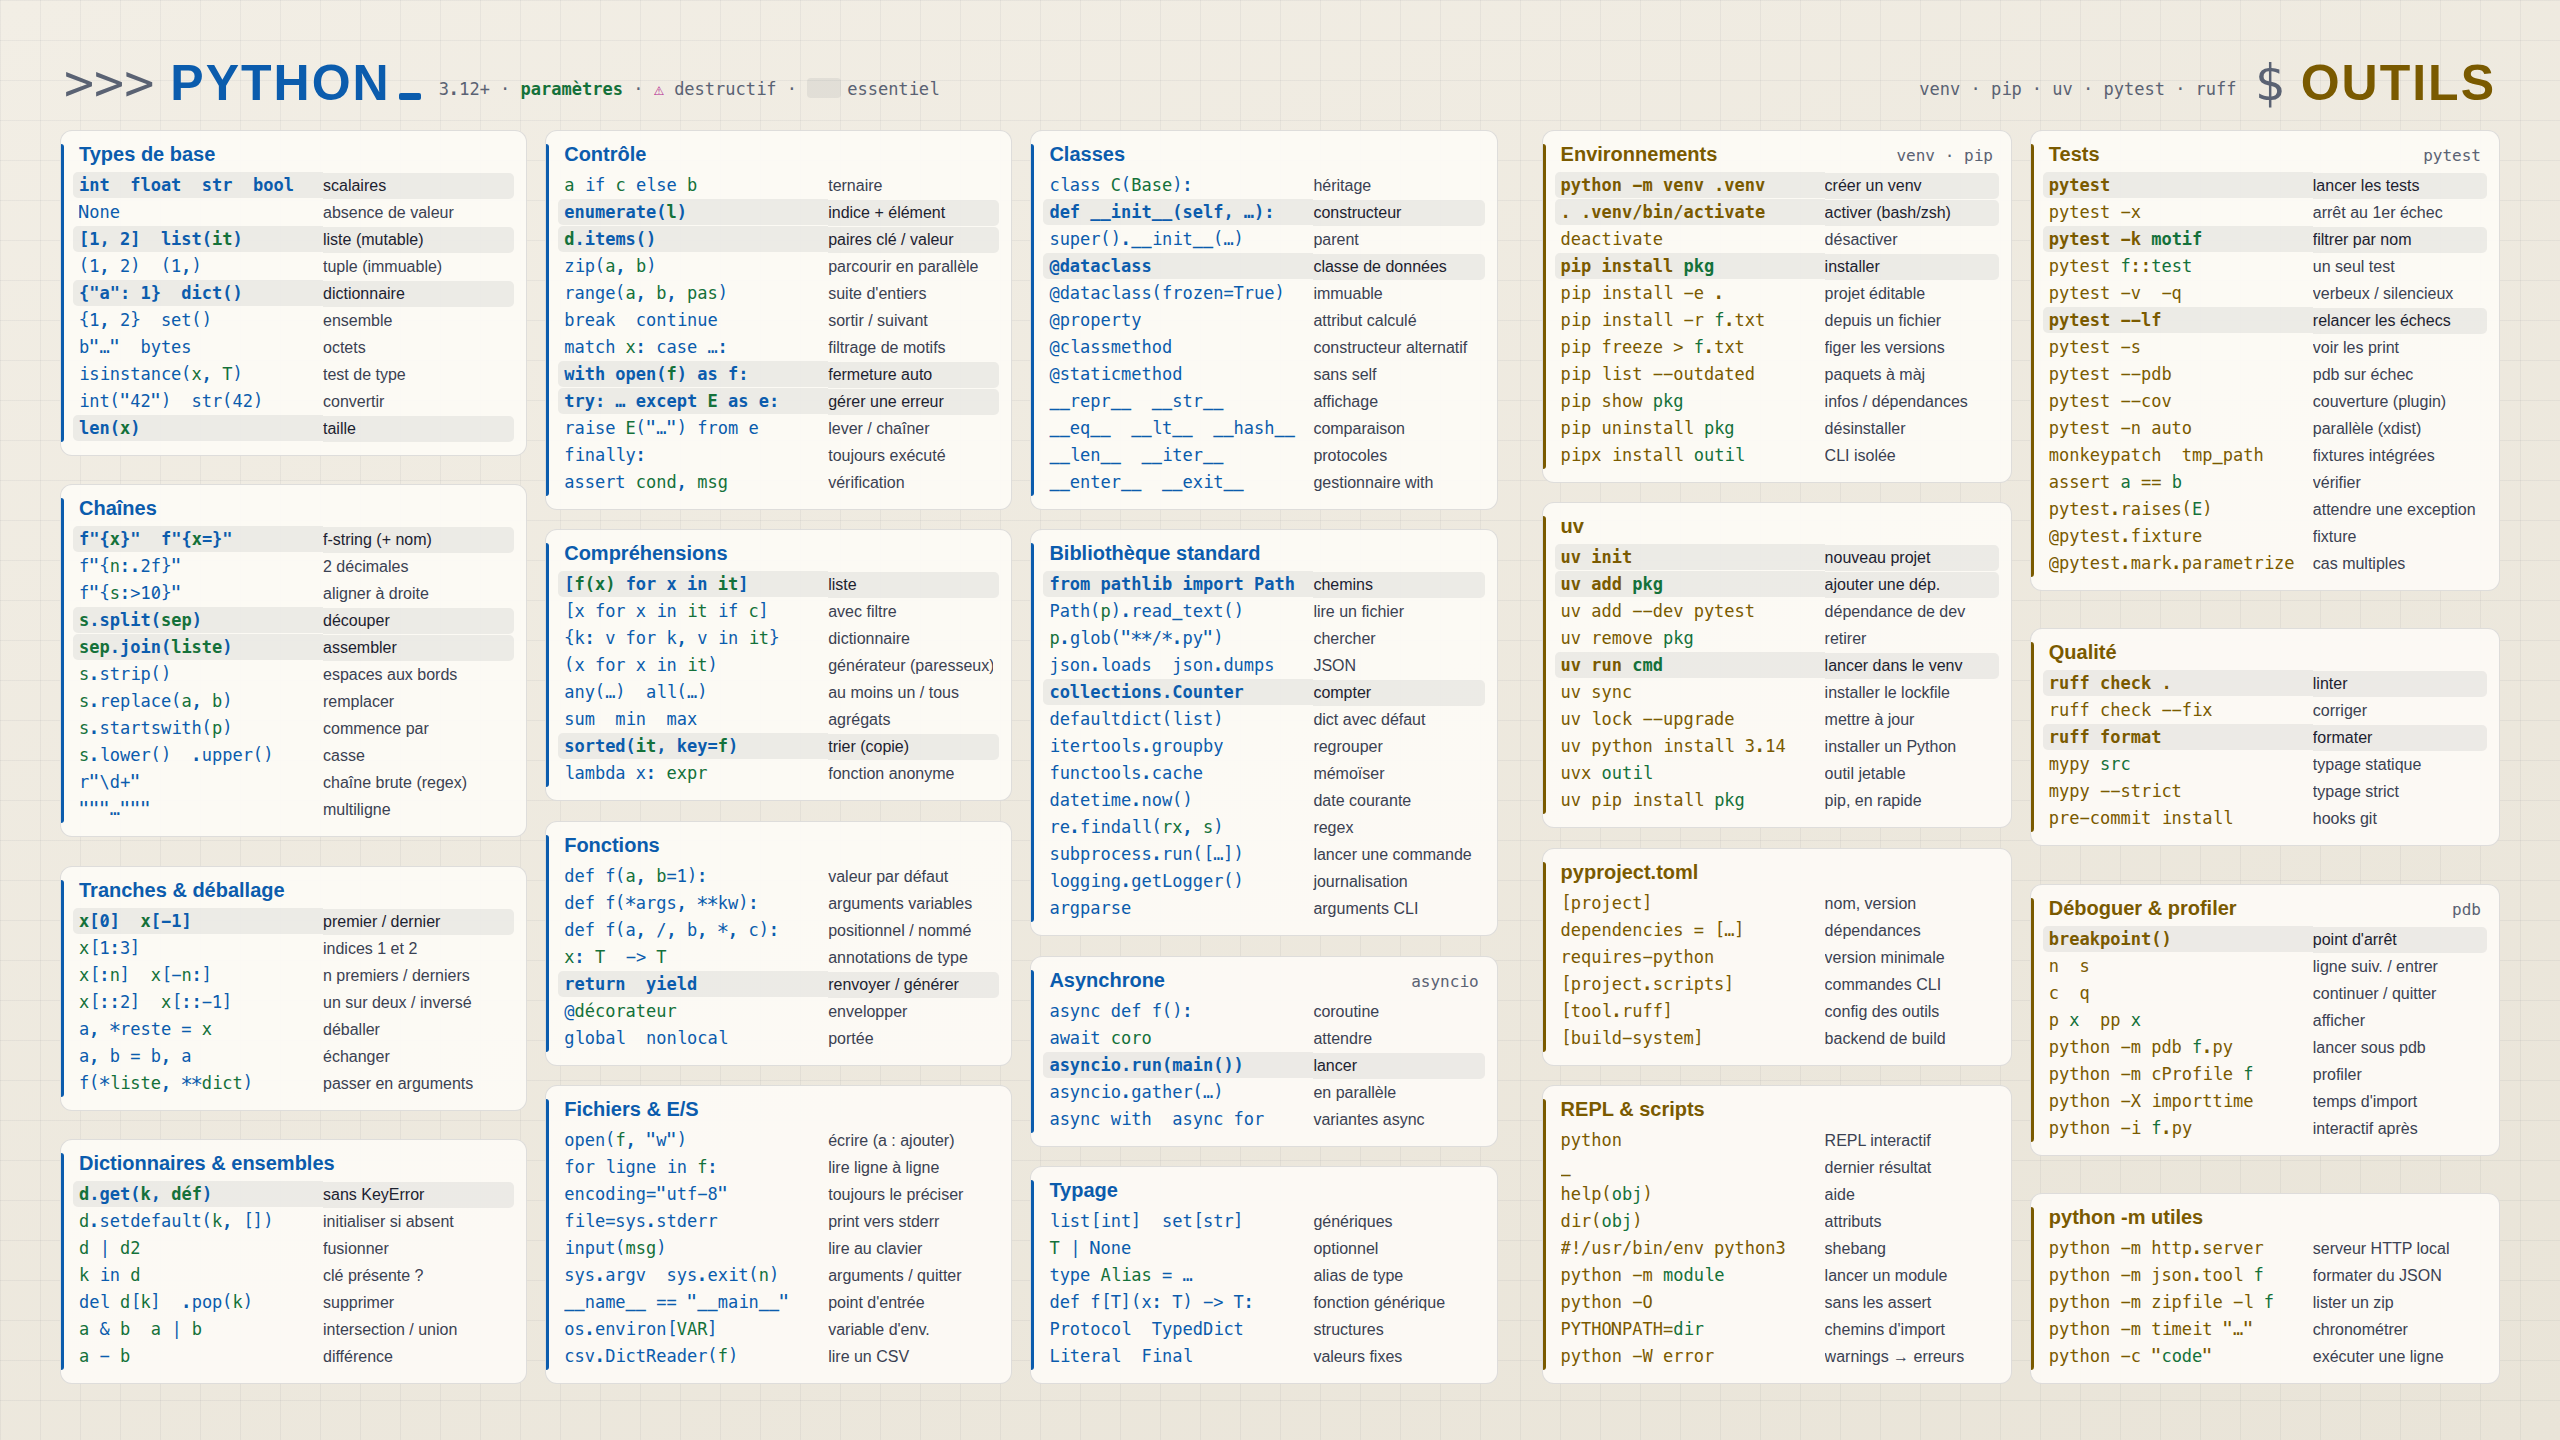 >>> PYTHON_ 3.12+ · paramètres · ⚠ destructif · essentiel
venv · pip · uv · pytest · ruff $ OUTILS
Types de base
int  float  str  bool scalaires
None absence de valeur
[1, 2]  list(it) liste (mutable)
(1, 2)  (1,) tuple (immuable)
{"a": 1}  dict() dictionnaire
{1, 2}  set() ensemble
b"…"  bytes octets
isinstance(x, T) test de type
int("42")  str(42) convertir
len(x) taille
Chaînes
f"{x}"  f"{x=}" f-string (+ nom)
f"{n:.2f}" 2 décimales
f"{s:>10}" aligner à droite
s.split(sep) découper
sep.join(liste) assembler
s.strip() espaces aux bords
s.replace(a, b) remplacer
s.startswith(p) commence par
s.lower()  .upper() casse
r"\d+" chaîne brute (regex)
"""…""" multiligne
Tranches & déballage
x[0]  x[-1] premier / dernier
x[1:3] indices 1 et 2
x[:n]  x[-n:] n premiers / derniers
x[::2]  x[::-1] un sur deux / inversé
a, *reste = x déballer
a, b = b, a échanger
f(*liste, **dict) passer en arguments
Dictionnaires & ensembles
d.get(k, déf) sans KeyError
d.setdefault(k, []) initialiser si absent
d | d2 fusionner
k in d clé présente ?
del d[k]  .pop(k) supprimer
a & b  a | b intersection / union
a - b différence
Contrôle
a if c else b ternaire
enumerate(l) indice + élément
d.items() paires clé / valeur
zip(a, b) parcourir en parallèle
range(a, b, pas) suite d'entiers
break  continue sortir / suivant
match x: case …: filtrage de motifs
with open(f) as f: fermeture auto
try: … except E as e: gérer une erreur
raise E("…") from e lever / chaîner
finally: toujours exécuté
assert cond, msg vérification
Compréhensions
[f(x) for x in it] liste
[x for x in it if c] avec filtre
{k: v for k, v in it} dictionnaire
(x for x in it) générateur (paresseux)
any(…)  all(…) au moins un / tous
sum  min  max agrégats
sorted(it, key=f) trier (copie)
lambda x: expr fonction anonyme
Fonctions
def f(a, b=1): valeur par défaut
def f(*args, **kw): arguments variables
def f(a, /, b, *, c): positionnel / nommé
x: T  -> T annotations de type
return  yield renvoyer / générer
@décorateur envelopper
global  nonlocal portée
Fichiers & E/S
open(f, "w") écrire (a : ajouter)
for ligne in f: lire ligne à ligne
encoding="utf-8" toujours le préciser
file=sys.stderr print vers stderr
input(msg) lire au clavier
sys.argv  sys.exit(n) arguments / quitter
__name__ == "__main__" point d'entrée
os.environ[VAR] variable d'env.
csv.DictReader(f) lire un CSV
Classes
class C(Base): héritage
def __init__(self, …): constructeur
super().__init__(…) parent
@dataclass classe de données
@dataclass(frozen=True) immuable
@property attribut calculé
@classmethod constructeur alternatif
@staticmethod sans self
__repr__  __str__ affichage
__eq__  __lt__  __hash__ comparaison
__len__  __iter__ protocoles
__enter__  __exit__ gestionnaire with
Bibliothèque standard
from pathlib import Path chemins
Path(p).read_text() lire un fichier
p.glob("**/*.py") chercher
json.loads  json.dumps JSON
collections.Counter compter
defaultdict(list) dict avec défaut
itertools.groupby regrouper
functools.cache mémoïser
datetime.now() date courante
re.findall(rx, s) regex
subprocess.run([…]) lancer une commande
logging.getLogger() journalisation
argparse arguments CLI
Asynchrone asyncio
async def f(): coroutine
await coro attendre
asyncio.run(main()) lancer
asyncio.gather(…) en parallèle
async with  async for variantes async
Typage
list[int]  set[str] génériques
T | None optionnel
type Alias = … alias de type
def f[T](x: T) -> T: fonction générique
Protocol  TypedDict structures
Literal  Final valeurs fixes
Environnements venv · pip
python -m venv .venv créer un venv
. .venv/bin/activate activer (bash/zsh)
deactivate désactiver
pip install pkg installer
pip install -e . projet éditable
pip install -r f.txt depuis un fichier
pip freeze > f.txt figer les versions
pip list --outdated paquets à màj
pip show pkg infos / dépendances
pip uninstall pkg désinstaller
pipx install outil CLI isolée
uv
uv init nouveau projet
uv add pkg ajouter une dép.
uv add --dev pytest dépendance de dev
uv remove pkg retirer
uv run cmd lancer dans le venv
uv sync installer le lockfile
uv lock --upgrade mettre à jour
uv python install 3.14 installer un Python
uvx outil outil jetable
uv pip install pkg pip, en rapide
pyproject.toml
[project] nom, version
dependencies = […] dépendances
requires-python version minimale
[project.scripts] commandes CLI
[tool.ruff] config des outils
[build-system] backend de build
REPL & scripts
python REPL interactif
_ dernier résultat
help(obj) aide
dir(obj) attributs
#!/usr/bin/env python3 shebang
python -m module lancer un module
python -O sans les assert
PYTHONPATH=dir chemins d'import
python -W error warnings → erreurs
Tests pytest
pytest lancer les tests
pytest -x arrêt au 1er échec
pytest -k motif filtrer par nom
pytest f::test un seul test
pytest -v  -q verbeux / silencieux
pytest --lf relancer les échecs
pytest -s voir les print
pytest --pdb pdb sur échec
pytest --cov couverture (plugin)
pytest -n auto parallèle (xdist)
monkeypatch  tmp_path fixtures intégrées
assert a == b vérifier
pytest.raises(E) attendre une exception
@pytest.fixture fixture
@pytest.mark.parametrize cas multiples
Qualité
ruff check . linter
ruff check --fix corriger
ruff format formater
mypy src typage statique
mypy --strict typage strict
pre-commit install hooks git
Déboguer & profiler pdb
breakpoint() point d'arrêt
n  s ligne suiv. / entrer
c  q continuer / quitter
p x  pp x afficher
python -m pdb f.py lancer sous pdb
python -m cProfile f profiler
python -X importtime temps d'import
python -i f.py interactif après
python -m utiles
python -m http.server serveur HTTP local
python -m json.tool f formater du JSON
python -m zipfile -l f lister un zip
python -m timeit "…" chronométrer
python -c "code" exécuter une ligne